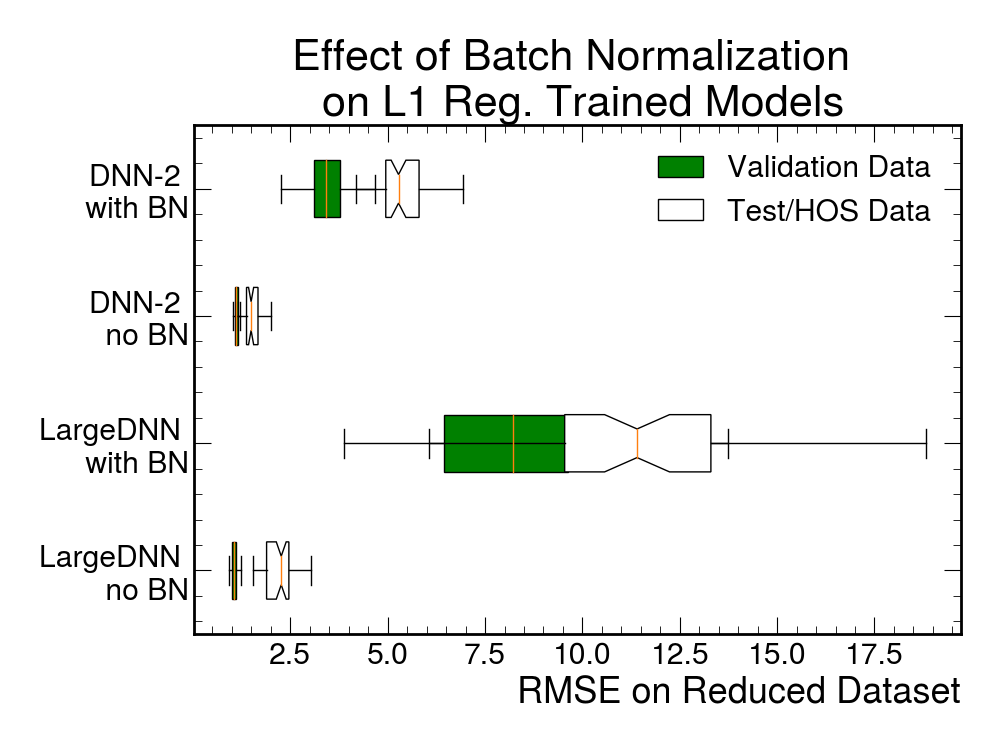 Effect of Batch Normalization
on L1 Reg. Trained Models
DNN-2
with BN
DNN-2
no BN
LargeDNN
with BN
LargeDNN
no BN
Validation Data
Test/HOS Data
2.5 5.0 7.5 10.0 12.5 15.0 17.5
RMSE on Reduced Dataset